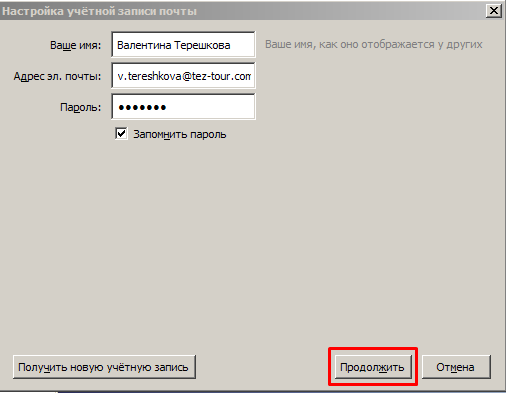 Настройка учётной записи почты
Ваше имя: Валентина Терешкова Ваше имя, как оно отображается у других
Адрес эл. почты: v.tereshkova@tez-tour.com
Пароль: •••••••
Запомнить пароль
Получить новую учётную запись Продолжить Отмена